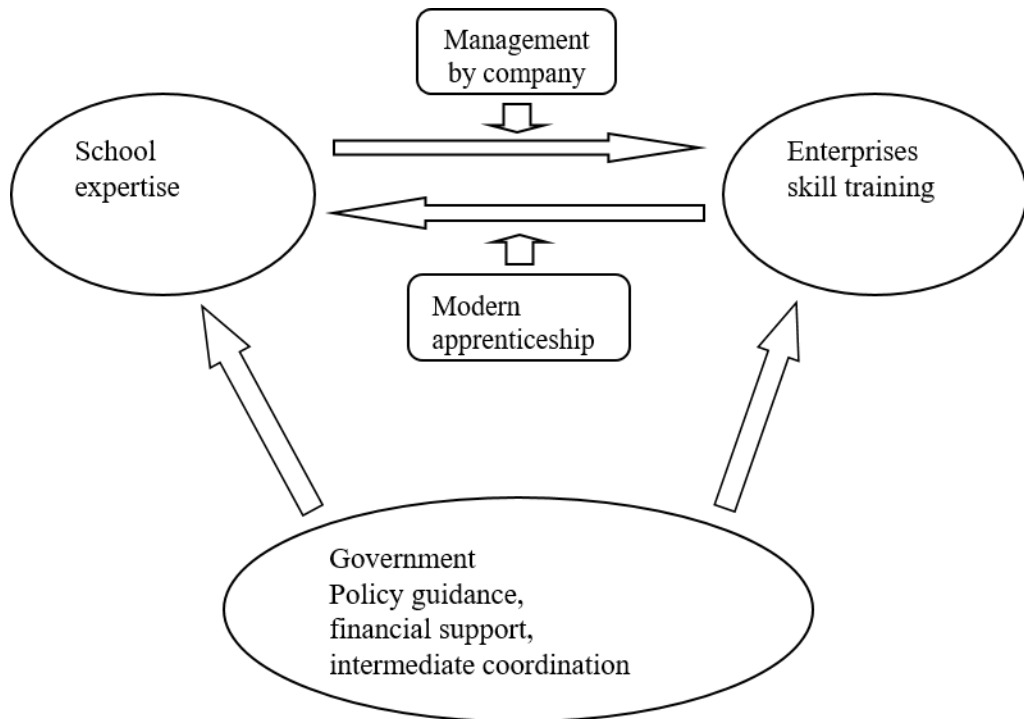 Management
by company
School
expertise
Enterprises
skill training
Modern
apprenticeship
Government
Policy guidance,
financial support,
intermediate coordination